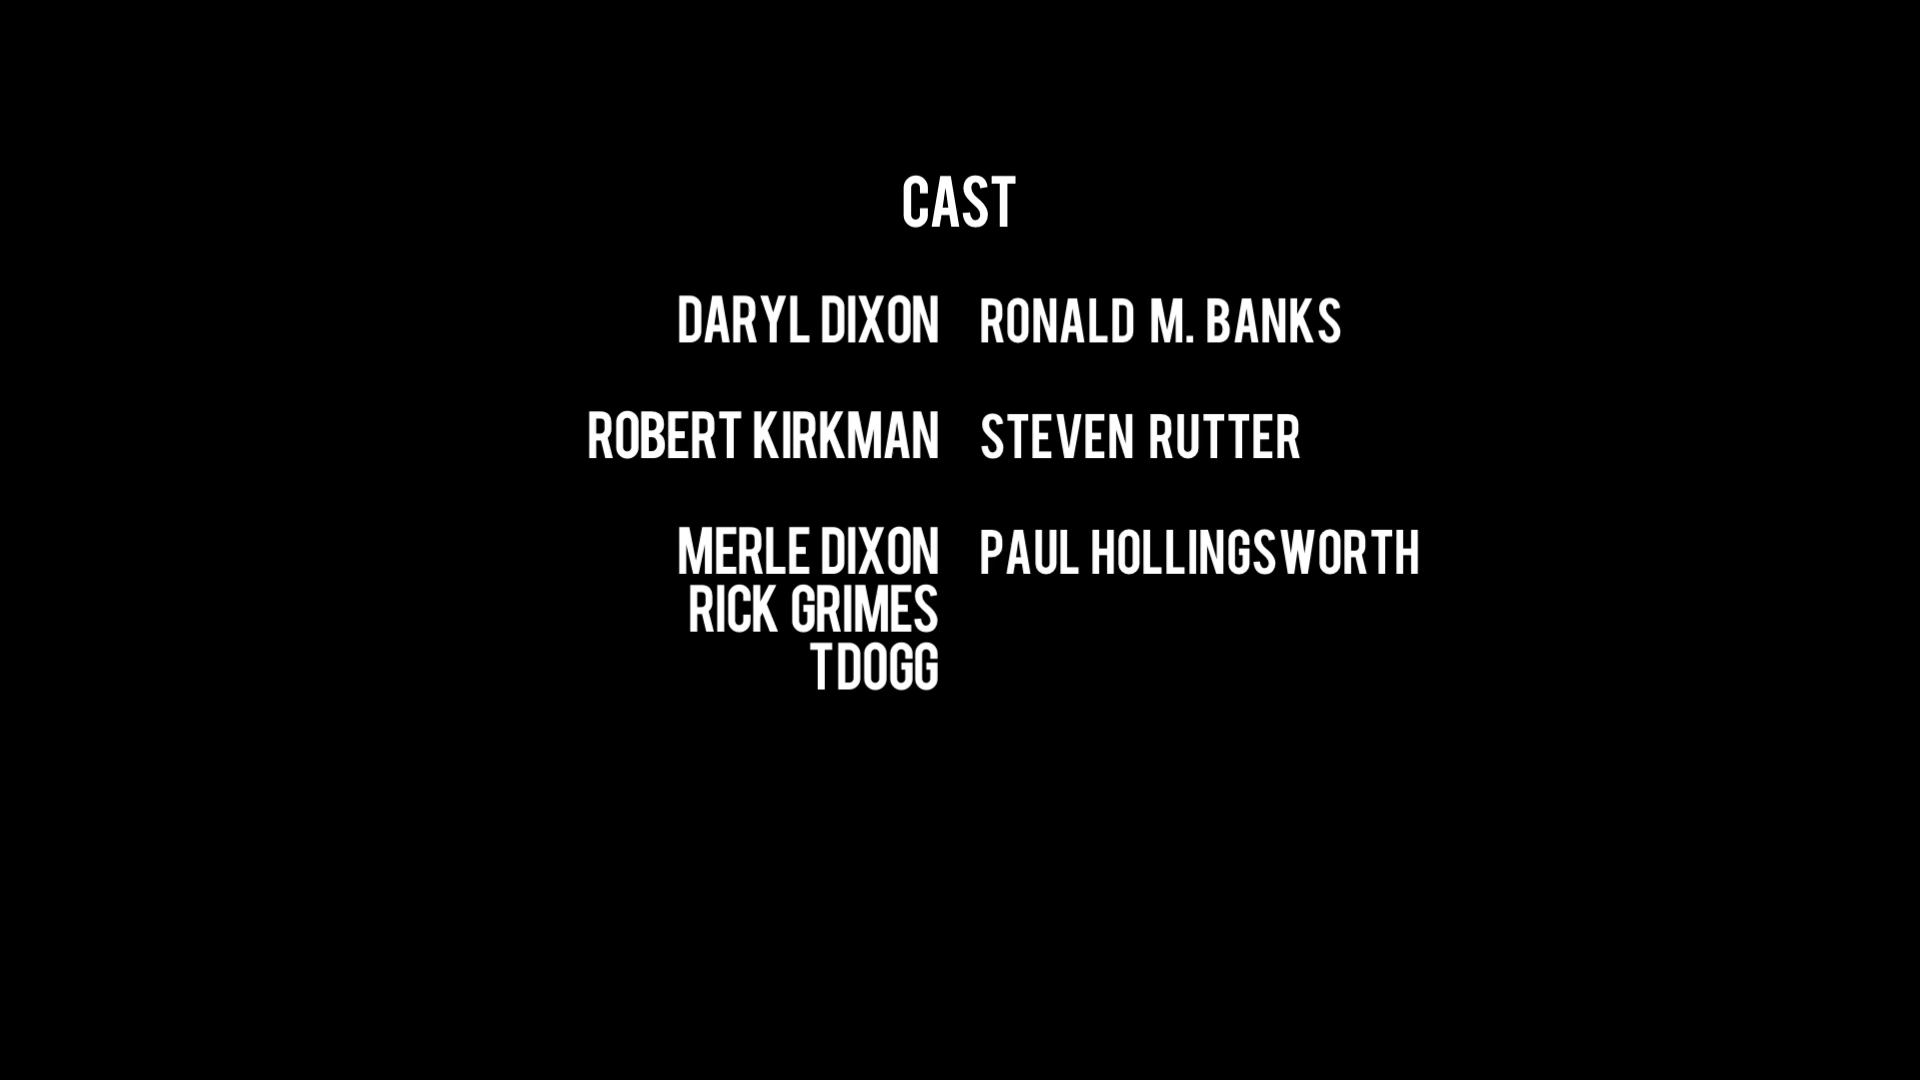 CAST
DARYL DIXON RONALD M. BANKS
ROBERT KIRKMAN STEVEN RUTTER
MERLE DIXON PAUL HOLLINGSWORTH
RICK GRIMES
TDOGG